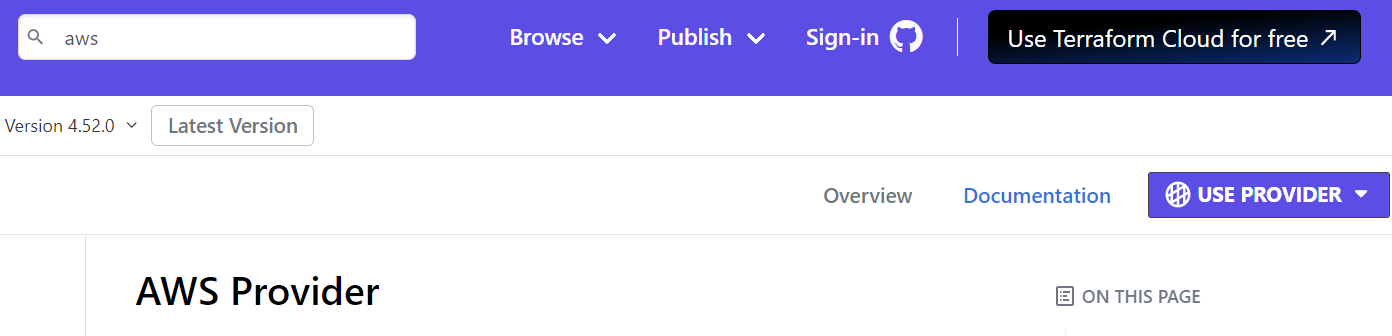 aws
Browse
Publish
Sign-in
Use Terraform Cloud for free
Version 4.52.0
Latest Version
Overview
Documentation
USE PROVIDER
AWS Provider
ON THIS PAGE